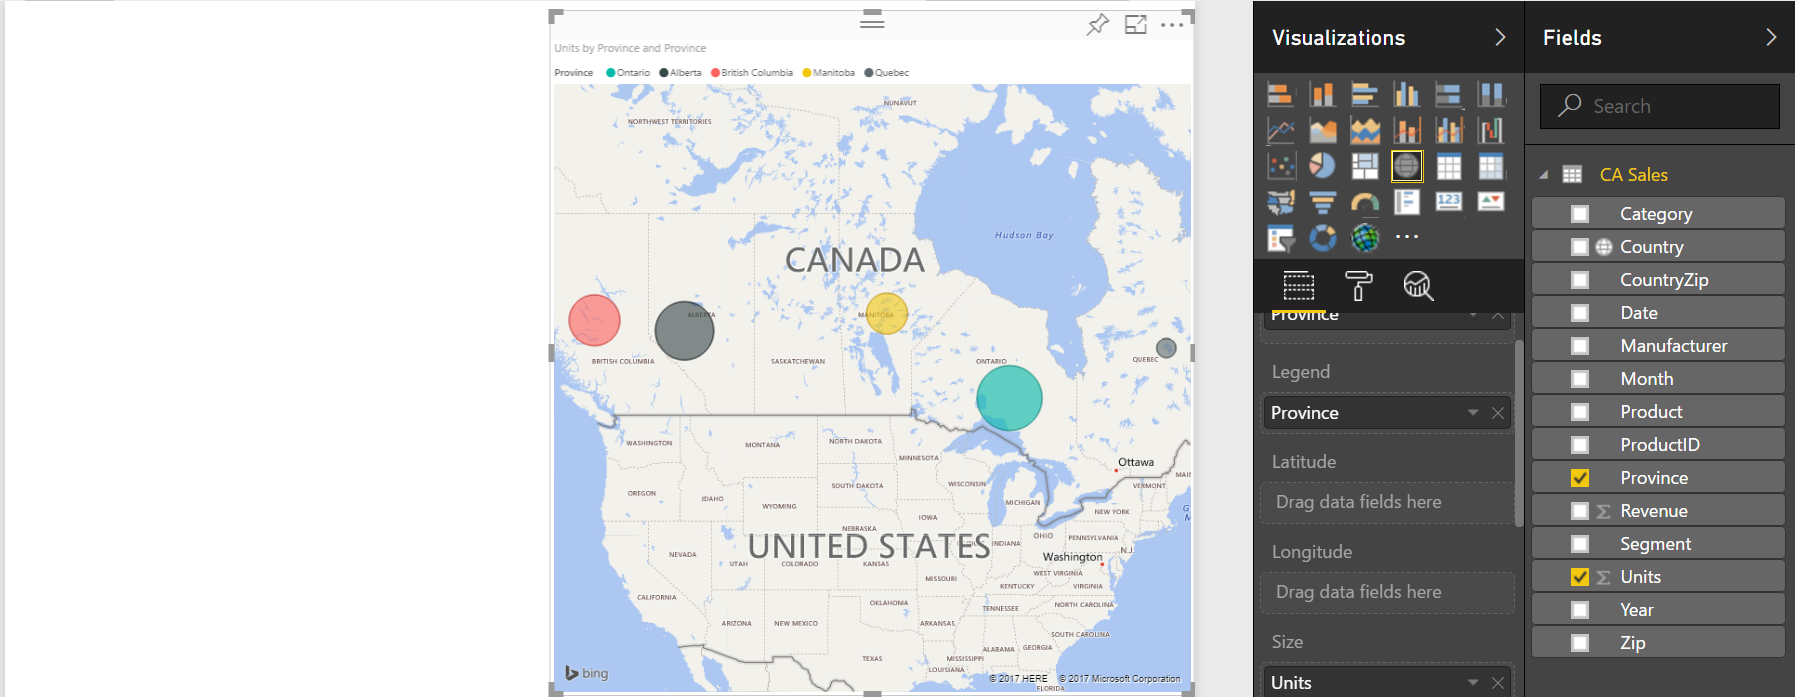 Units by Province and Province
Province Ontario Alberta British Columbia Manitoba Quebec
NUNAVUT
NORTHWEST TERRITORIES
Hudson Bay
CANADA
ALBERTA
MANITOBA
BRITISH COLUMBIA
SASKATCHEWAN
ONTARIO
QUEBEC
WASHINGTON
MONTANA
NORTH DAKOTA
MINNESOTA
Ottawa
OREGON
IDAHO
SOUTH DAKOTA
WISCONSIN
MICHIGAN
VERMONT
WYOMING
NEW YORK
IOWA
NEBRASKA
UNITED STATES
INDIANA
OHIO
PENNSYLVANIA
N.J.
NEVADA
UTAH
COLORADO
KANSAS
Washington
MISSOURI
WEST VIRGINIA
KENTUCKY
VIRGINIA
CALIFORNIA
OKLAHOMA
TENNESSEE
NORTH CAROLINA
ARIZONA
NEW MEXICO
ARKANSAS
SOUTH CAROLINA
TEXAS
MISSISSIPPI
ALABAMA
GEORGIA
LOUISIANA
FLORIDA
bing
© 2017 HERE © 2017 Microsoft Corporation
Visualizations
123
Province
Legend
Province
Latitude
Drag data fields here
Longitude
Drag data fields here
Size
Units
Fields
Search
CA Sales
Category
Country
CountryZip
Date
Manufacturer
Month
Product
ProductID
Province
Σ Revenue
Segment
Σ Units
Year
Zip